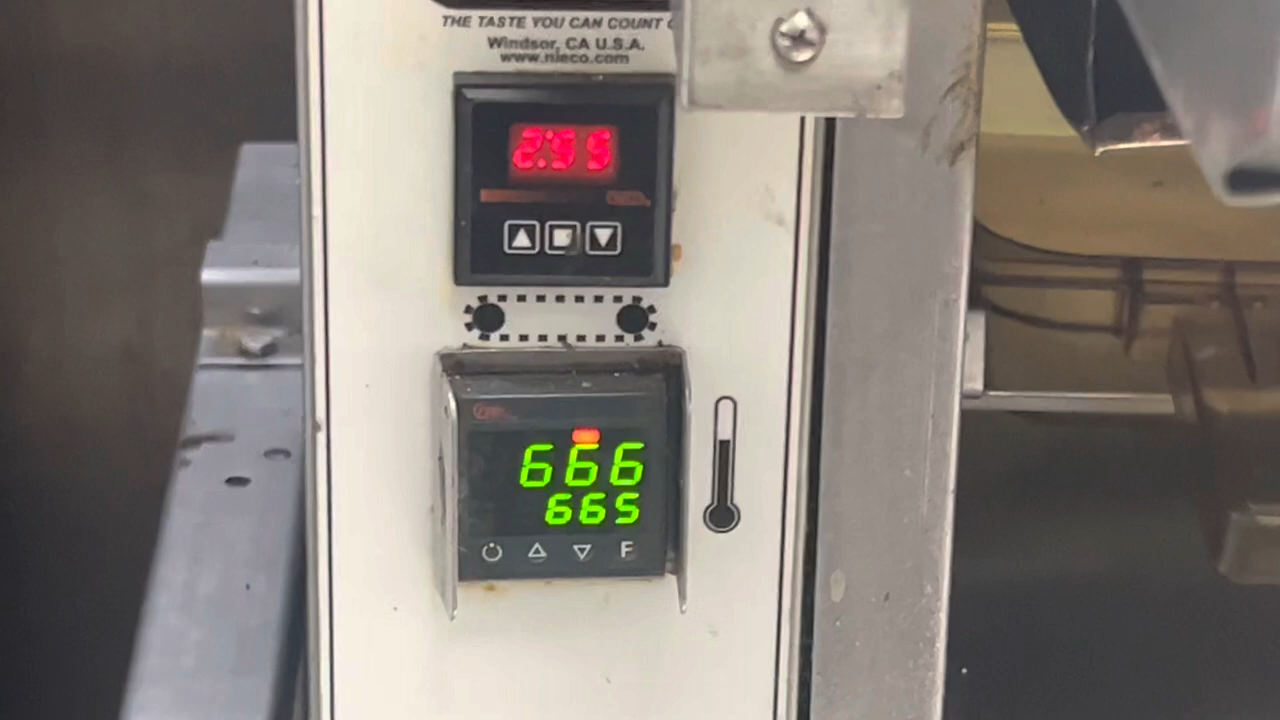 THE TASTE YOU CAN COUNT
Windsor, CA U.S.A.
www.nieco.com
2:55
666
665
F